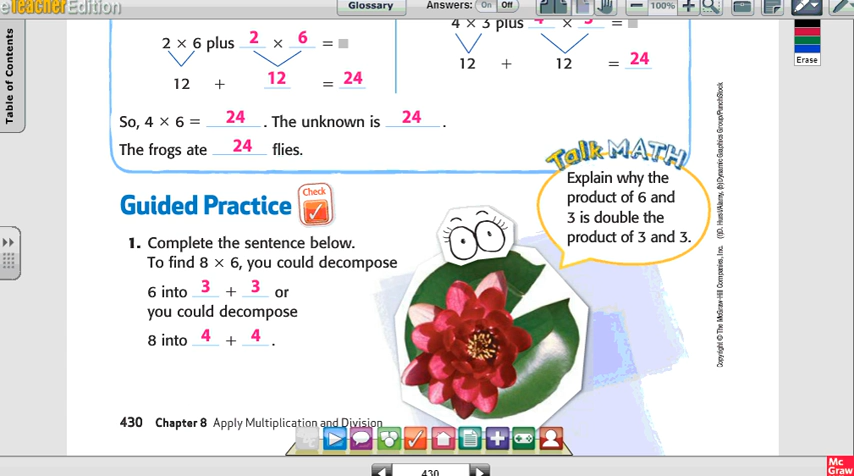 eTeacherEdition
Glossary
Answers: On Off
100%
Table of Contents
Erase
2 × 6 plus 2 × 6 = ■
12 + 12 = 24
4 × 3 plus 4 × 3 = ■
12 + 12 = 24
So, 4 × 6 = 24 . The unknown is 24 .
The frogs ate 24 flies.
Talk MATH
Explain why the
product of 6 and
3 is double the
product of 3 and 3.
Guided Practice
Check
1. Complete the sentence below.
To find 8 × 6, you could decompose
6 into 3 + 3 or
you could decompose
8 into 4 + 4 .
Copyright © The McGraw-Hill Companies, Inc.
430 Chapter 8 Apply Multiplication and Division
430
Mc
Graw